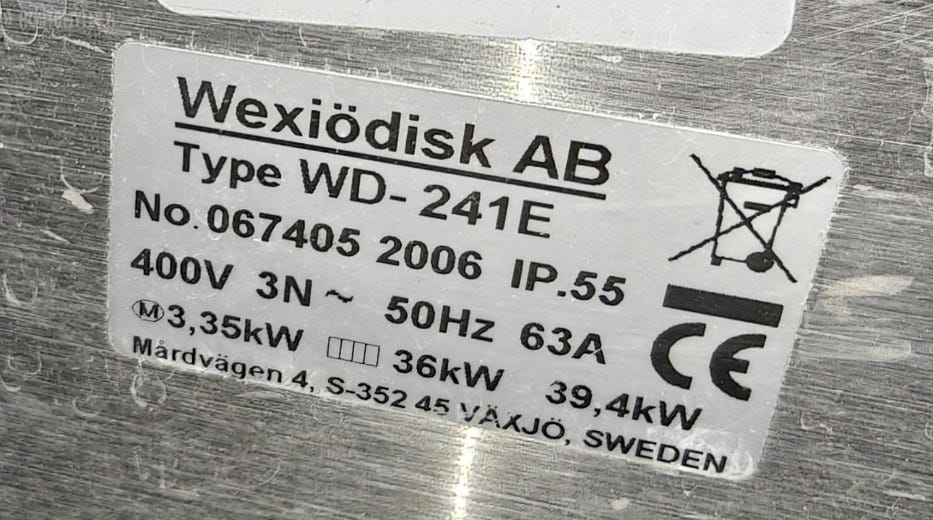 Wexiödisk AB
Type WD-241E
No. 067405 2006 IP.55
400V 3N ~ 50Hz 63A
M 3,35kW 36kW 39,4kW
Mårdvägen 4, S-352 45 VÄXJÖ, SWEDEN
CE